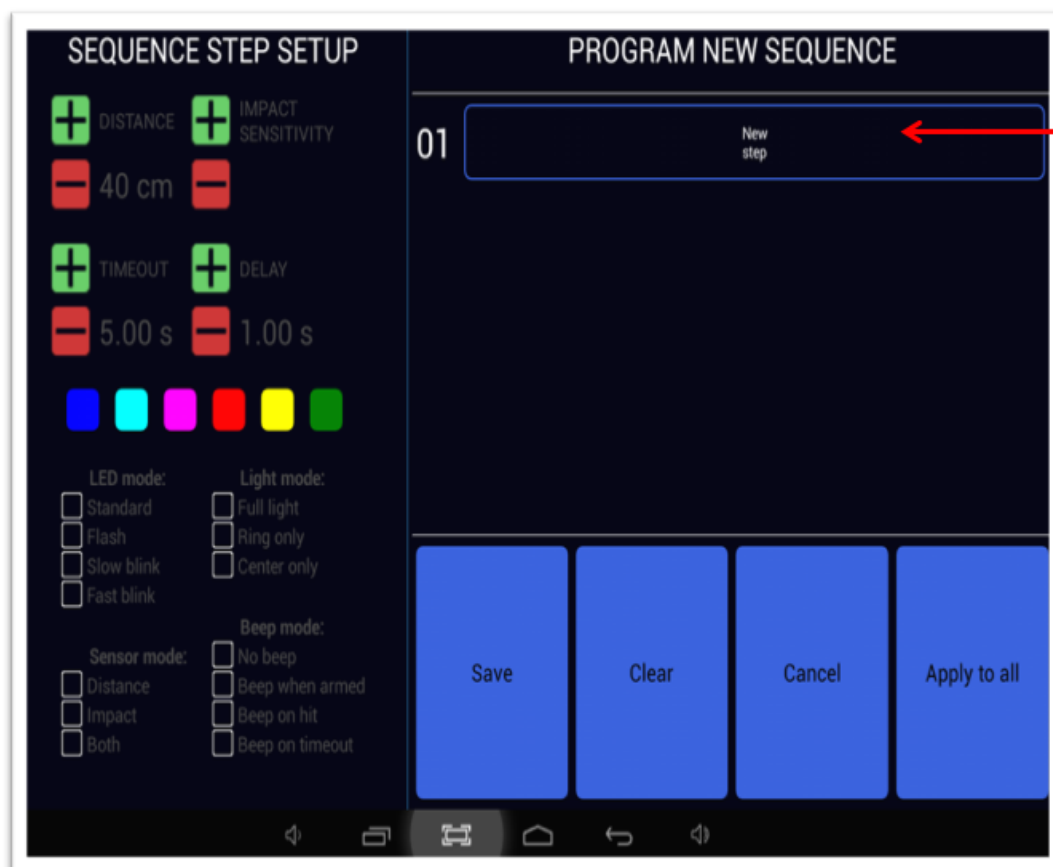 SEQUENCE STEP SETUP
DISTANCE
IMPACT
SENSITIVITY
40 cm
TIMEOUT
DELAY
5.00 s
1.00 s
LED mode:
Standard
Flash
Slow blink
Fast blink
Light mode:
Full light
Ring only
Center only
Sensor mode:
Distance
Impact
Both
Beep mode:
No beep
Beep when armed
Beep on hit
Beep on timeout
PROGRAM NEW SEQUENCE
01
New
step
Save
Clear
Cancel
Apply to all